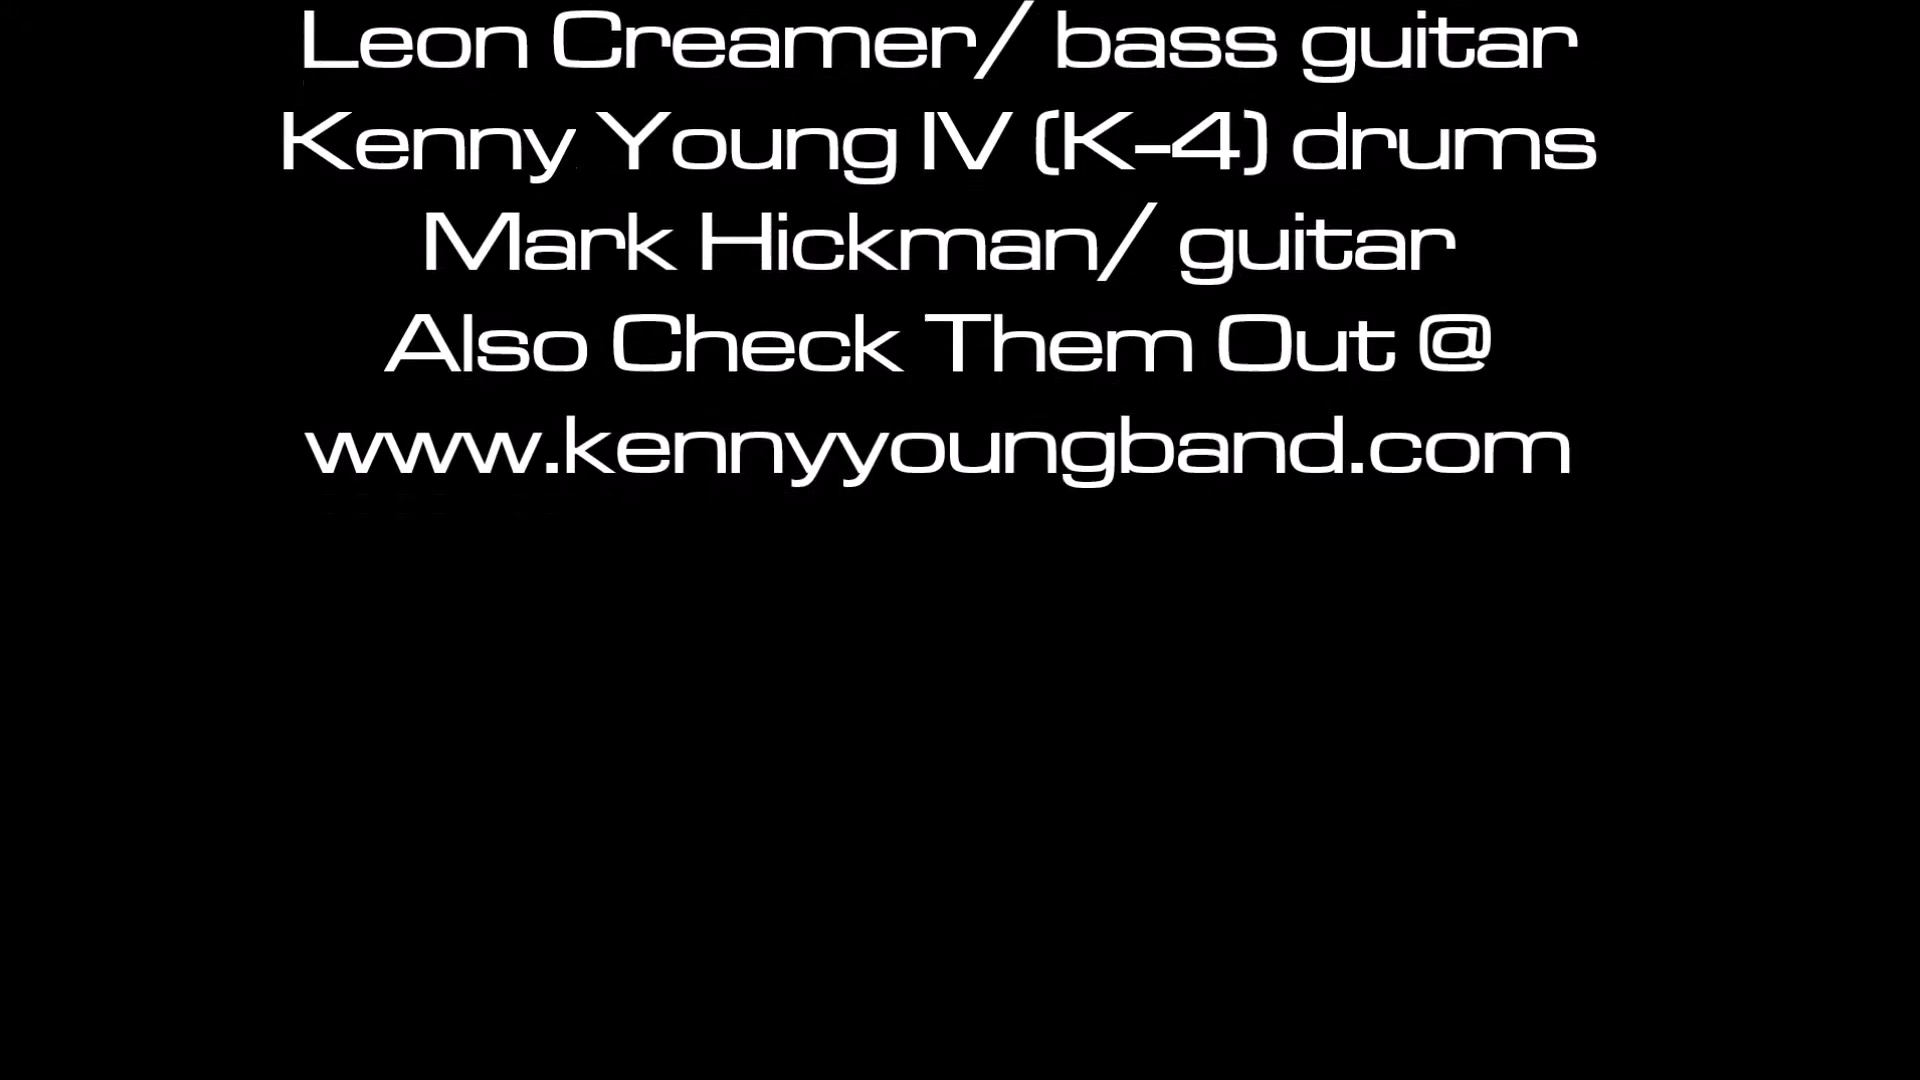 Leon Creamer/ bass guitar
Kenny Young IV (K-4) drums
Mark Hickman/ guitar
Also Check Them Out @
www.kennyyoungband.com